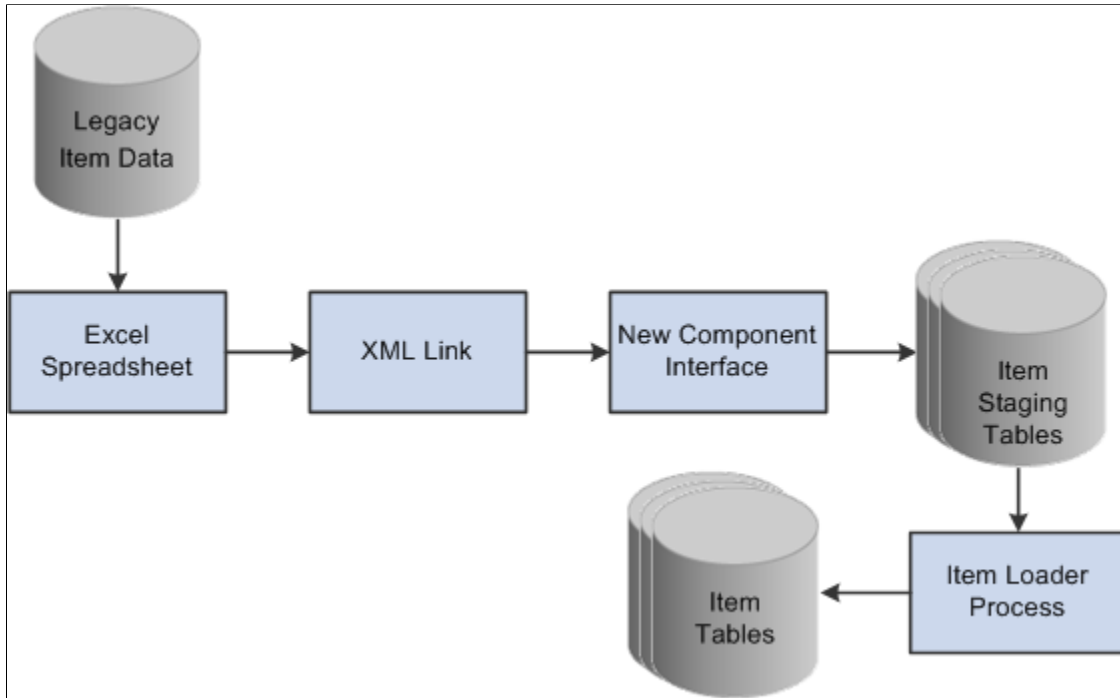 Legacy
Item Data
Excel
Spreadsheet
XML Link
New Component
Interface
Item
Staging
Tables
Item Loader
Process
Item
Tables